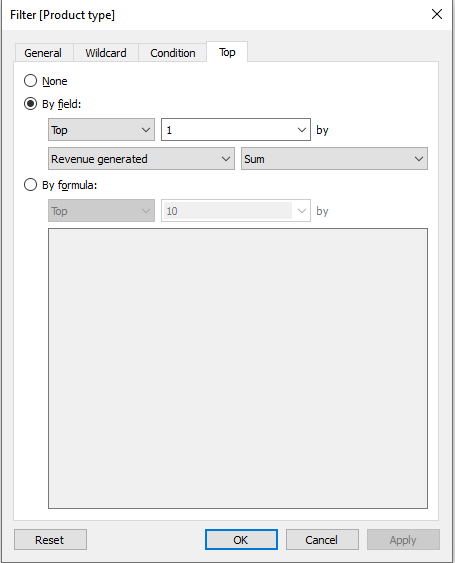 Filter [Product type]
General Wildcard Condition Top
None
By field:
Top 1 by
Revenue generated Sum
By formula:
Top 10 by
Reset OK Cancel Apply